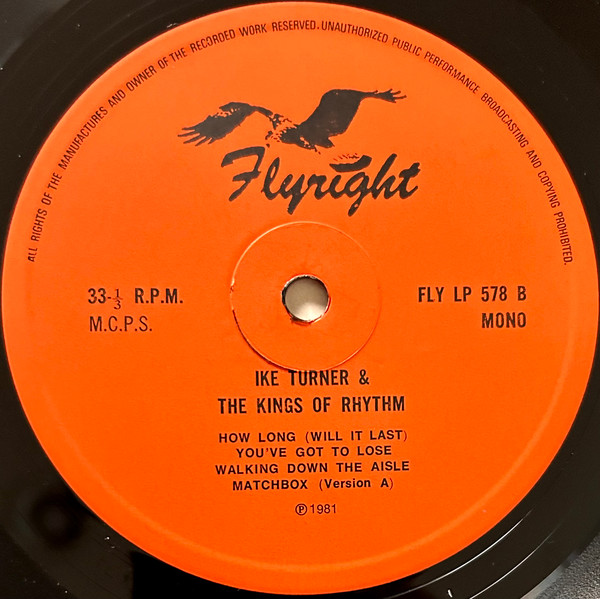 ALL RIGHTS OF THE MANUFACTURES AND OWNER OF THE RECORDED WORK RESERVED. UNAUTHORIZED PUBLIC PERFORMANCE BROADCASTING AND COPYING PROHIBITED.
Flyright
33-1/3 R.P.M.
M.C.P.S.
FLY LP 578 B
MONO
IKE TURNER &
THE KINGS OF RHYTHM
HOW LONG (WILL IT LAST)
YOU'VE GOT TO LOSE
WALKING DOWN THE AISLE
MATCHBOX (Version A)
Ⓟ1981